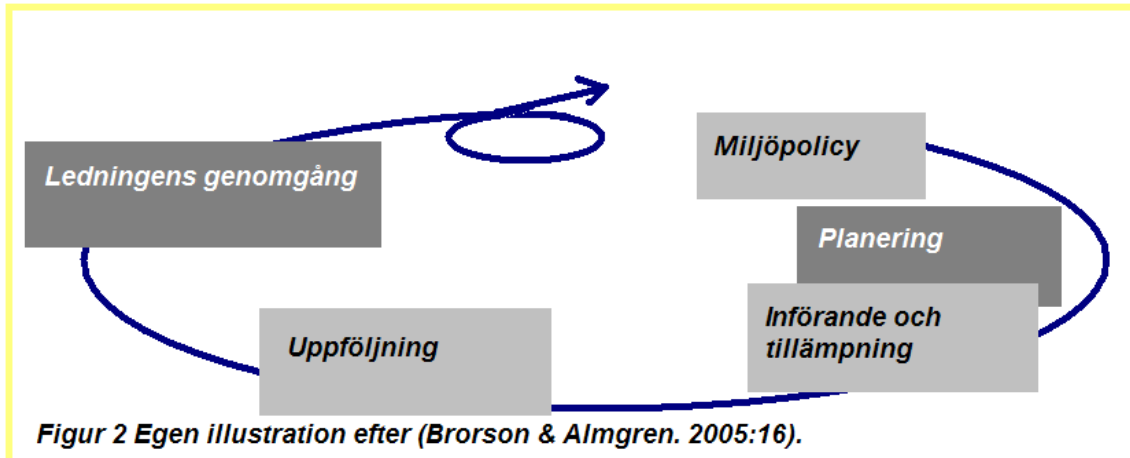 Ledningens genomgång
Miljöpolicy
Planering
Införande och
tillämpning
Uppföljning
Figur 2 Egen illustration efter (Brorson & Almgren. 2005:16).